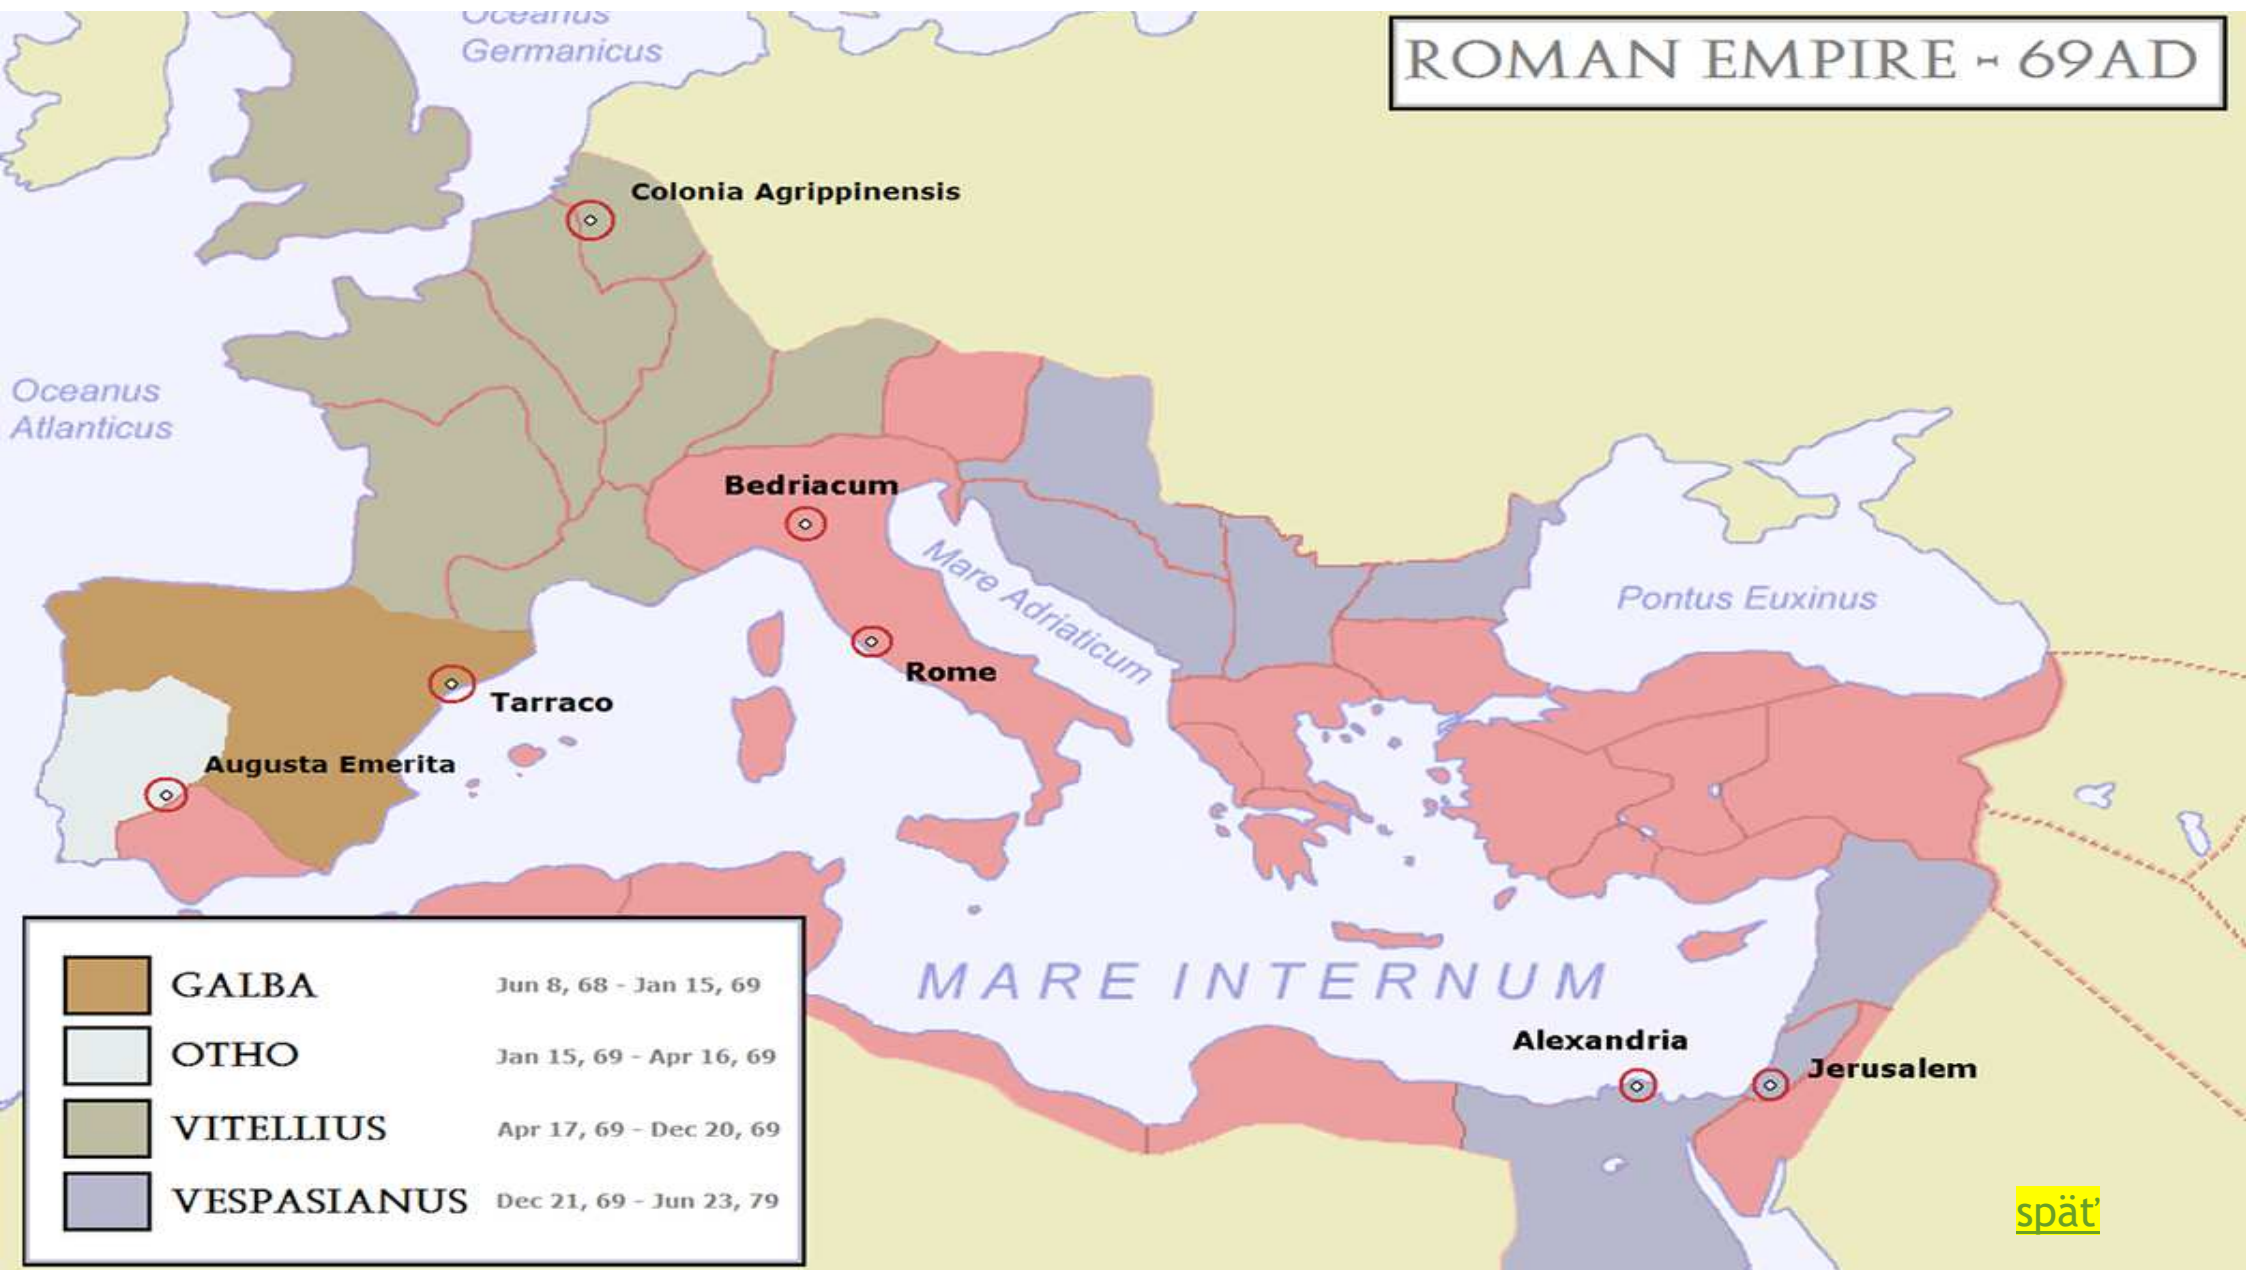 Oceanus
Germanicus
ROMAN EMPIRE - 69AD
Colonia Agrippinensis
Oceanus
Atlanticus
Bedriacum
Mare Adriaticum
Pontus Euxinus
Rome
Tarraco
Augusta Emerita
MARE INTERNUM
GALBA Jun 8, 68 - Jan 15, 69
OTHO Jan 15, 69 - Apr 16, 69
VITELLIUS Apr 17, 69 - Dec 20, 69
VESPASIANUS Dec 21, 69 - Jun 23, 79
Alexandria
Jerusalem
späť